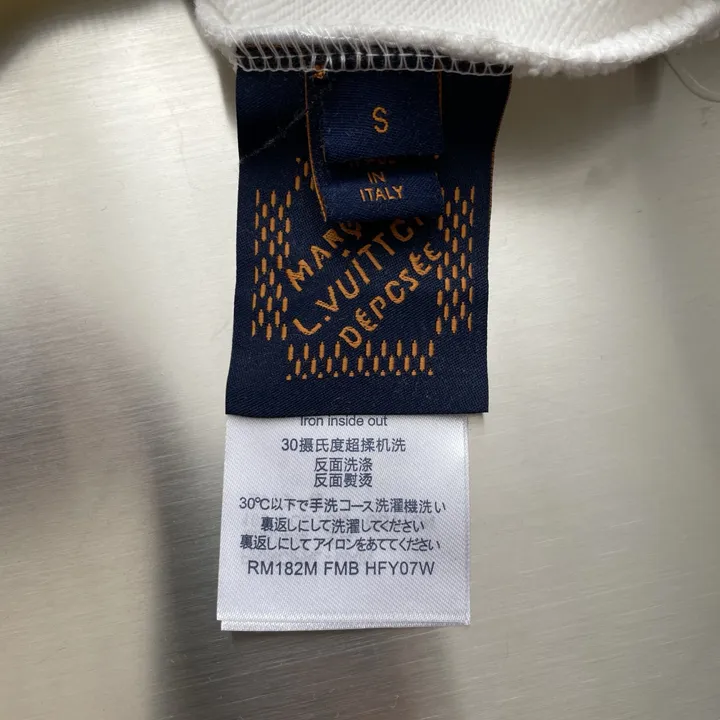 S
IN
ITALY
L.VUITTO
DÉPOSÉE
Iron inside out
30摄氏度超揉机洗
反面洗涤
反面熨烫
30℃以下で手洗コース洗濯機洗い
裏返しにして洗濯してください
裏返しにしてアイロンをあててください
RM182M FMB HFY07W